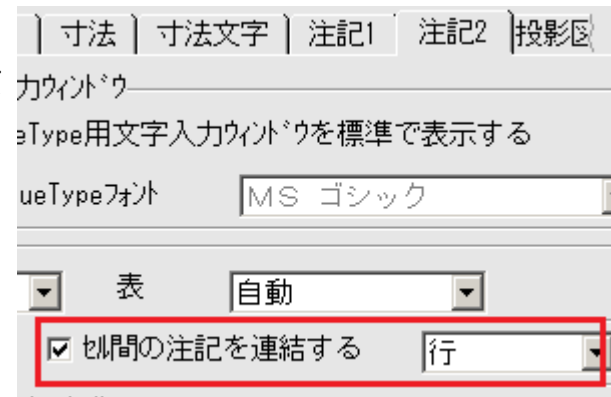 寸法 寸法文字 注記1 注記2 投影区
力ｳｨﾝﾄﾞｳ
eType用文字入力ｳｨﾝﾄﾞｳを標準で表示する
ueTypeﾌｫﾝﾄ MS ゴシック
表 自動
ｾﾙ間の注記を連結する 行